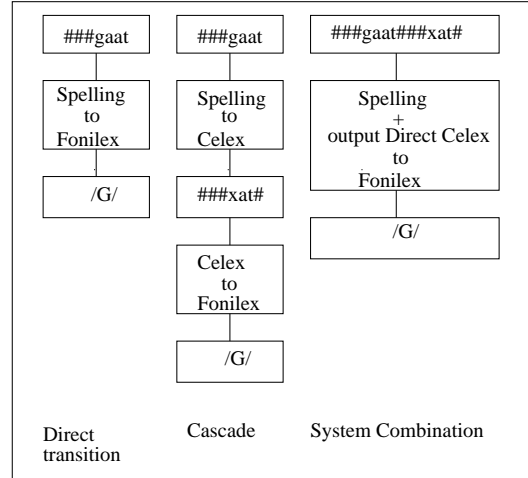 ###gaat
Spelling
to
Fonilex
/G/
Direct
transition
###gaat
Spelling
to
Celex
###xat#
Celex
to
Fonilex
/G/
Cascade
###gaat###xat#
Spelling
+
output Direct Celex
to
Fonilex
/G/
System Combination